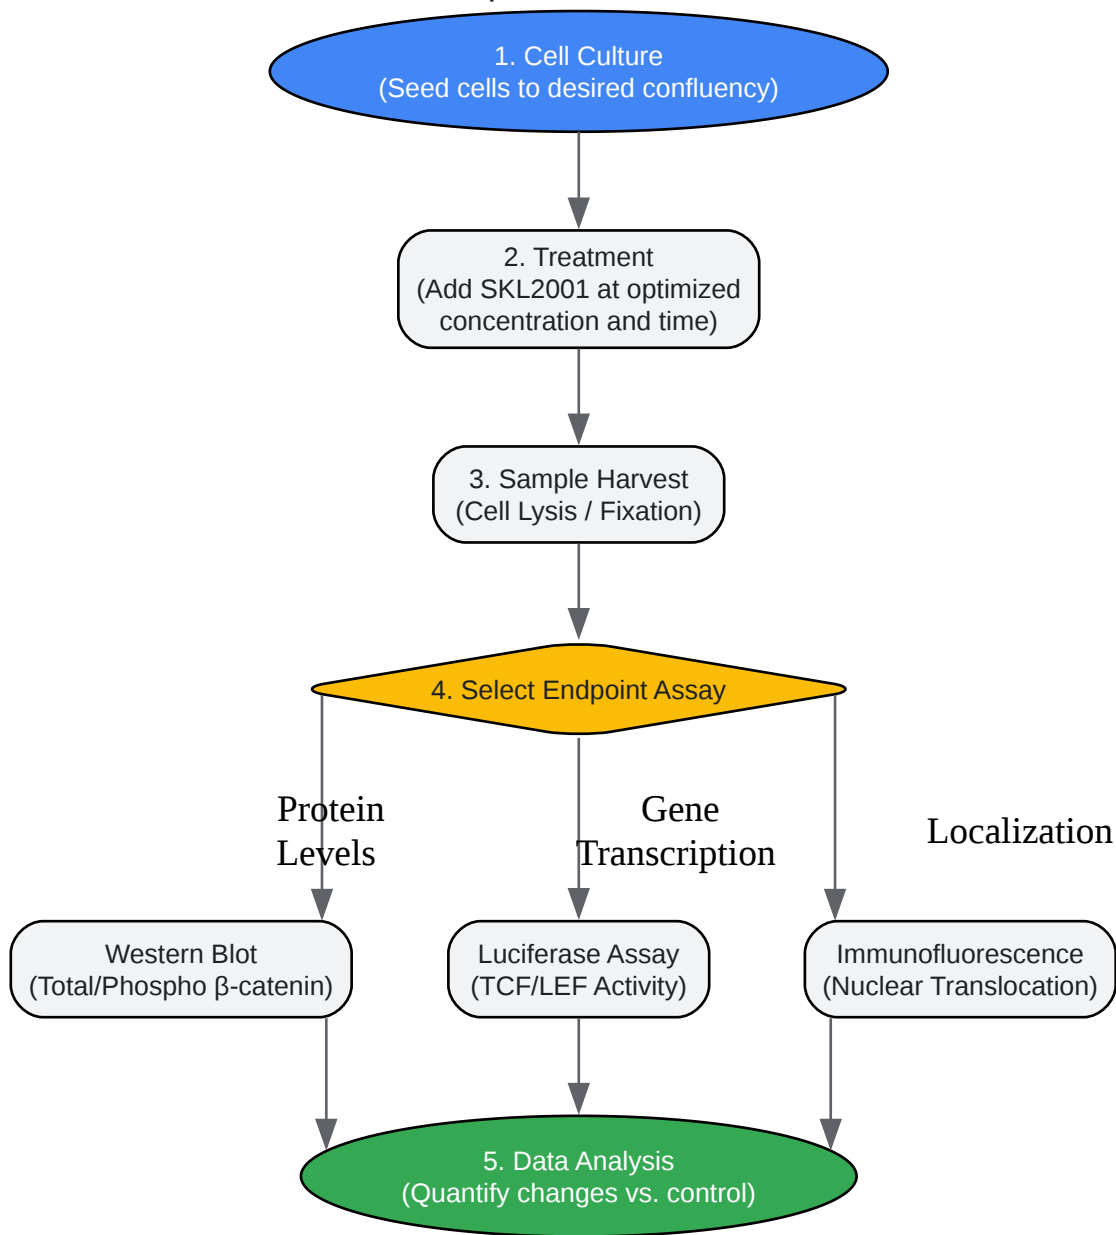 1. Cell Culture
(Seed cells to desired confluency)
2. Treatment
(Add SKL2001 at optimized
concentration and time)
3. Sample Harvest
(Cell Lysis / Fixation)
4. Select Endpoint Assay
Protein
Levels
Gene
Transcription
Localization
Western Blot
(Total/Phospho β-catenin)
Luciferase Assay
(TCF/LEF Activity)
Immunofluorescence
(Nuclear Translocation)
5. Data Analysis
(Quantify changes vs. control)